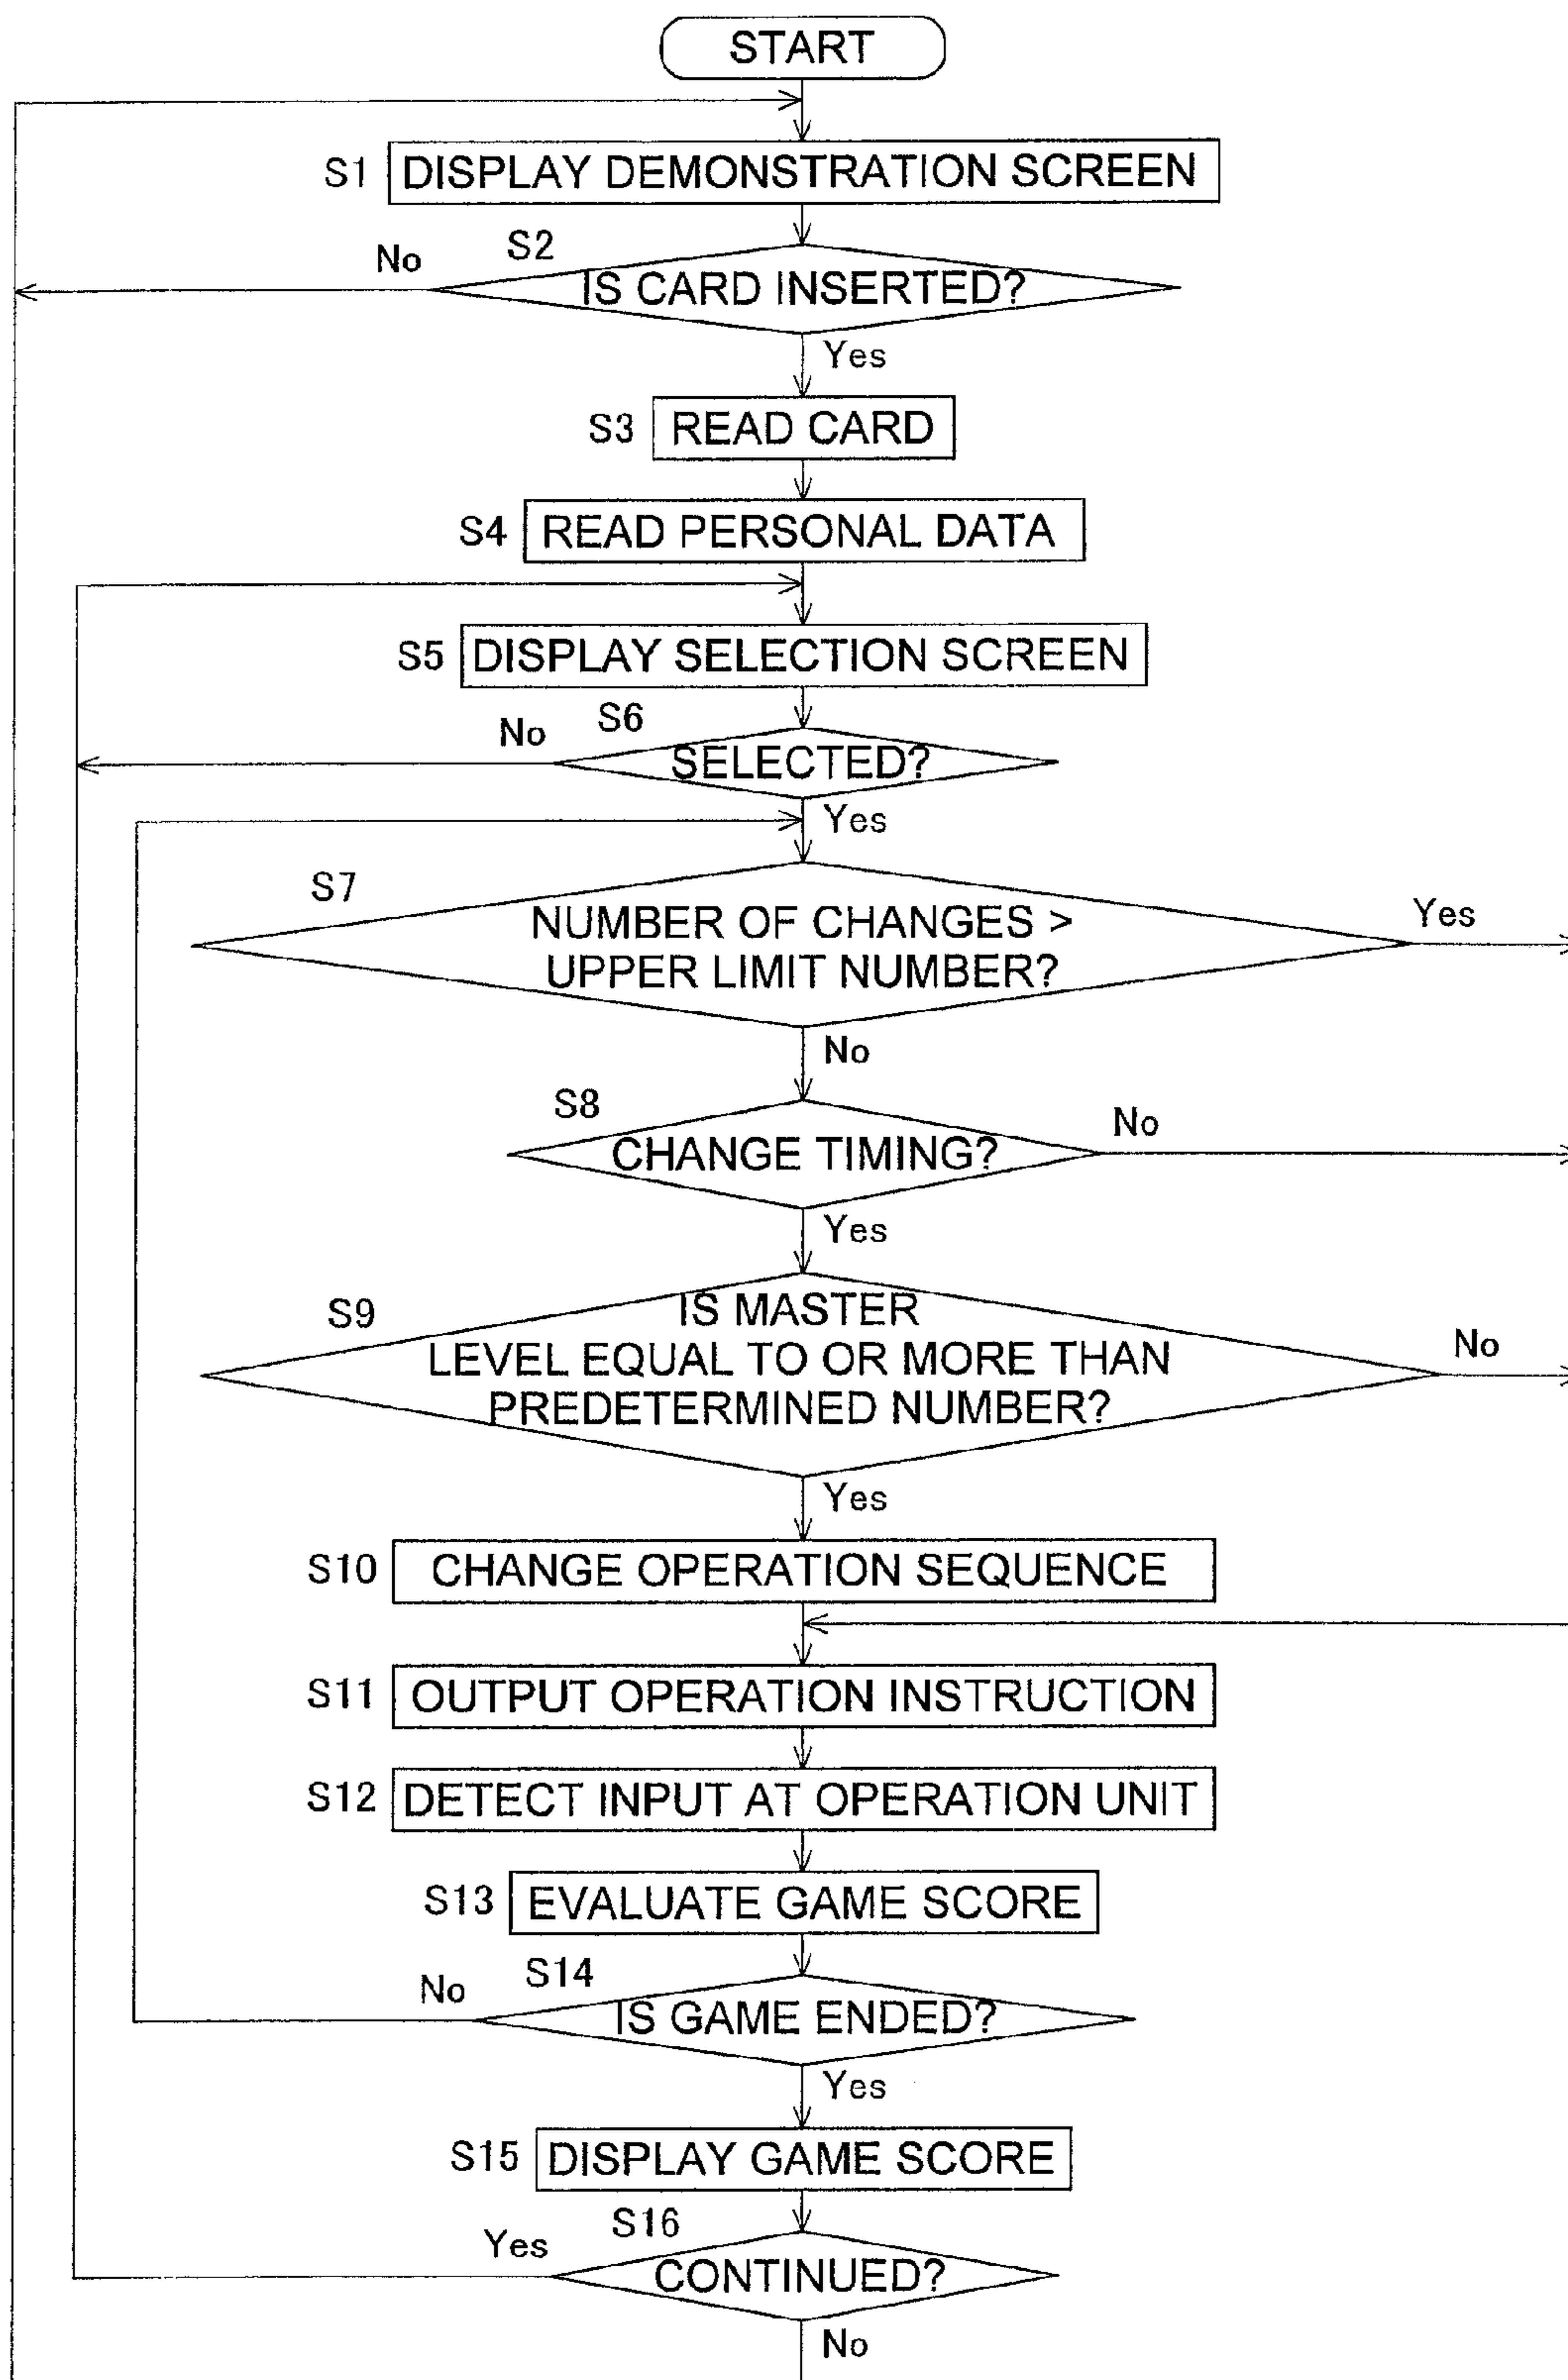 START
S1 DISPLAY DEMONSTRATION SCREEN
S2
No
IS CARD INSERTED?
Yes
S3 READ CARD
S4 READ PERSONAL DATA
S5 DISPLAY SELECTION SCREEN
S6
No
SELECTED?
Yes
S7
NUMBER OF CHANGES >
UPPER LIMIT NUMBER?
Yes
No
S8
No
CHANGE TIMING?
Yes
S9
IS MASTER
LEVEL EQUAL TO OR MORE THAN
PREDETERMINED NUMBER?
No
Yes
S10 CHANGE OPERATION SEQUENCE
S11 OUTPUT OPERATION INSTRUCTION
S12 DETECT INPUT AT OPERATION UNIT
S13 EVALUATE GAME SCORE
S14
No
IS GAME ENDED?
Yes
S15 DISPLAY GAME SCORE
S16
Yes
CONTINUED?
No